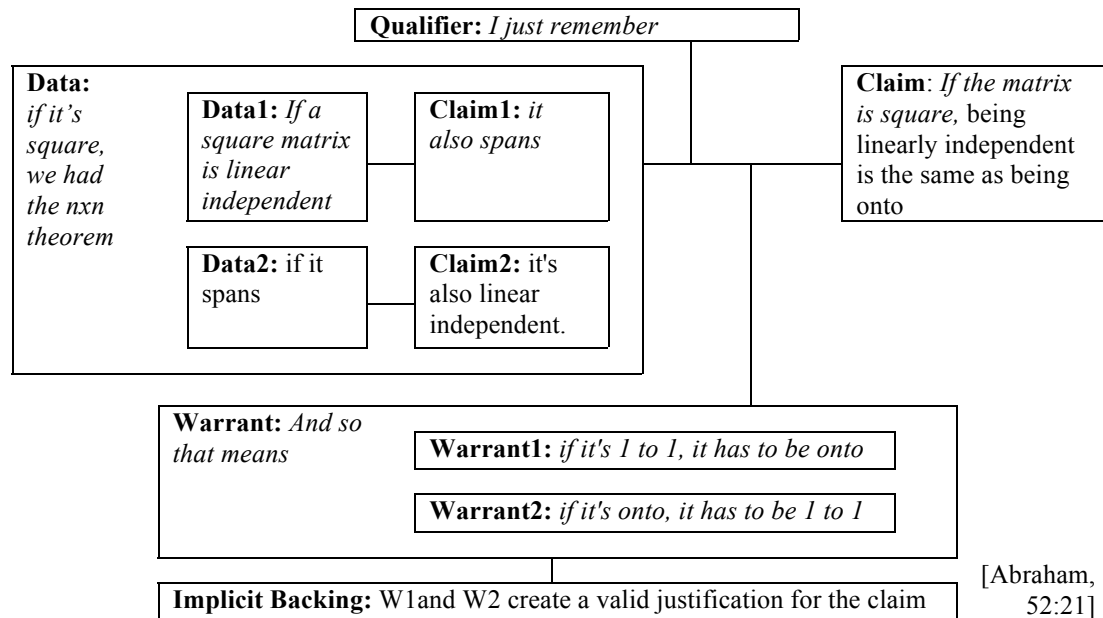 Qualifier: I just remember
Data:
if it's
square,
we had
the nxn
theorem
Data1: If a
square matrix
is linear
independent
Claim1: it
also spans
Data2: if it
spans
Claim2: it's
also linear
independent.
Claim: If the matrix
is square, being
linearly independent
is the same as being
onto
Warrant: And so
that means
Warrant1: if it's 1 to 1, it has to be onto
Warrant2: if it's onto, it has to be 1 to 1
Implicit Backing: W1and W2 create a valid justification for the claim
[Abraham,
52:21]